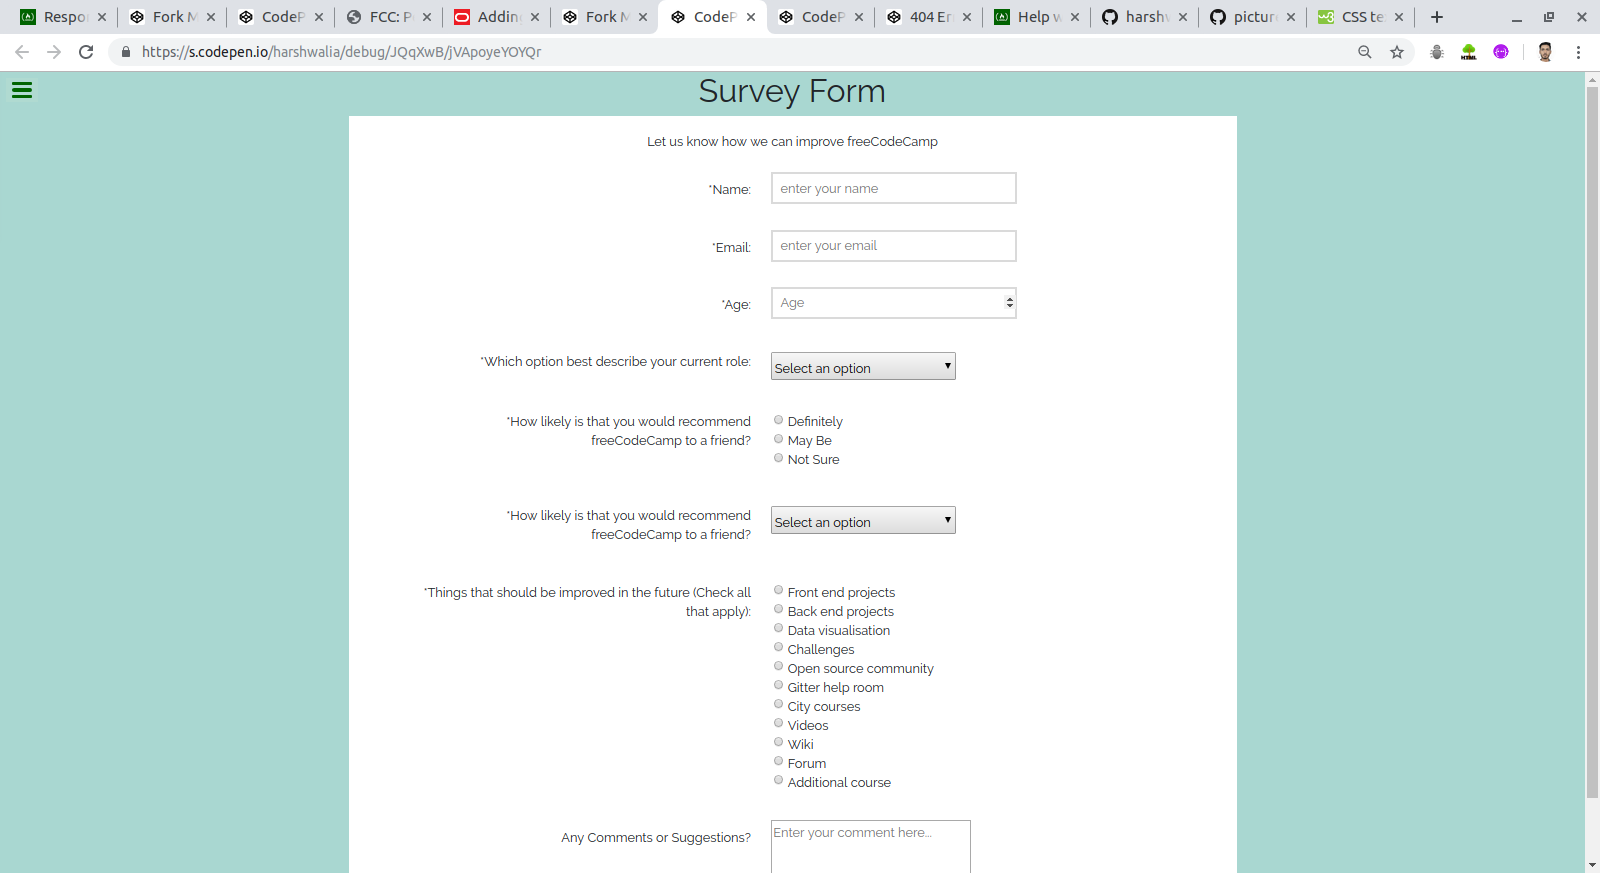 Respon
Fork M
CodeP
FCC: P
Adding
Fork M
CodeP
CodeP
404 Er
Help w
harshw
picture
CSS te
https://s.codepen.io/harshwalia/debug/JQqXwB/jVApoyeYOYQr
HTML
Survey Form
Let us know how we can improve freeCodeCamp
*Name:
enter your name
*Email:
enter your email
*Age:
Age
*Which option best describe your current role:
Select an option
*How likely is that you would recommend
freeCodeCamp to a friend?
Definitely
May Be
Not Sure
*How likely is that you would recommend
freeCodeCamp to a friend?
Select an option
*Things that should be improved in the future (Check all
that apply):
Front end projects
Back end projects
Data visualisation
Challenges
Open source community
Gitter help room
City courses
Videos
Wiki
Forum
Additional course
Any Comments or Suggestions?
Enter your comment here...